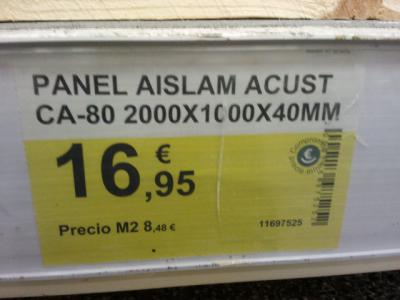 PANEL AISLAM ACUST
CA-80 2000X1000X40MM
16,95 €
Precio M2 8,48 €
11697525